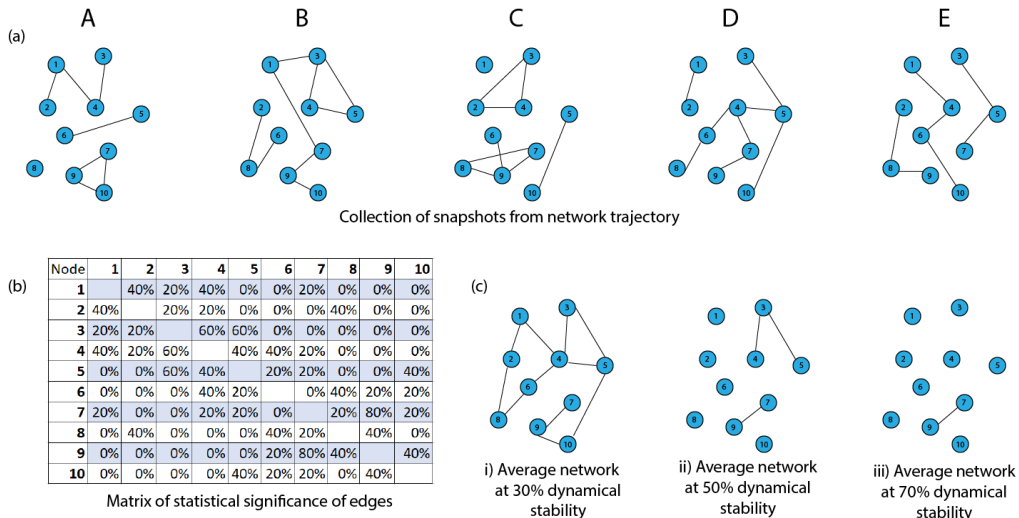 A B C D E
(a)
1 3 2 4 5 6 8 7 9 10
1 3 2 4 5 6 8 7 9 10
1 3 2 4 5 6 8 7 9 10
1 3 2 4 5 6 8 7 9 10
1 3 2 4 5 6 8 7 9 10
Collection of snapshots from network trajectory
(b)
Node 1 2 3 4 5 6 7 8 9 10
1 40% 20% 40% 0% 0% 20% 0% 0% 0%
2 40% 20% 20% 0% 0% 0% 40% 0% 0%
3 20% 20% 60% 60% 0% 0% 0% 0% 0%
4 40% 20% 60% 40% 40% 20% 0% 0% 0%
5 0% 0% 60% 40% 20% 20% 0% 0% 40%
6 0% 0% 0% 40% 20% 0% 40% 20% 20%
7 20% 0% 0% 20% 20% 0% 20% 80% 20%
8 0% 40% 0% 0% 0% 40% 20% 40% 0%
9 0% 0% 0% 0% 0% 20% 80% 40% 40%
10 0% 0% 0% 0% 40% 20% 20% 0% 40%
Matrix of statistical significance of edges
(c)
1 3 2 4 5 6 7 8 9 10
i) Average network
at 30% dynamical
stability
1 3 2 4 5 6 7 8 9 10
ii) Average network
at 50% dynamical
stability
1 3 2 4 5 6 7 8 9 10
iii) Average network
at 70% dynamical
stability